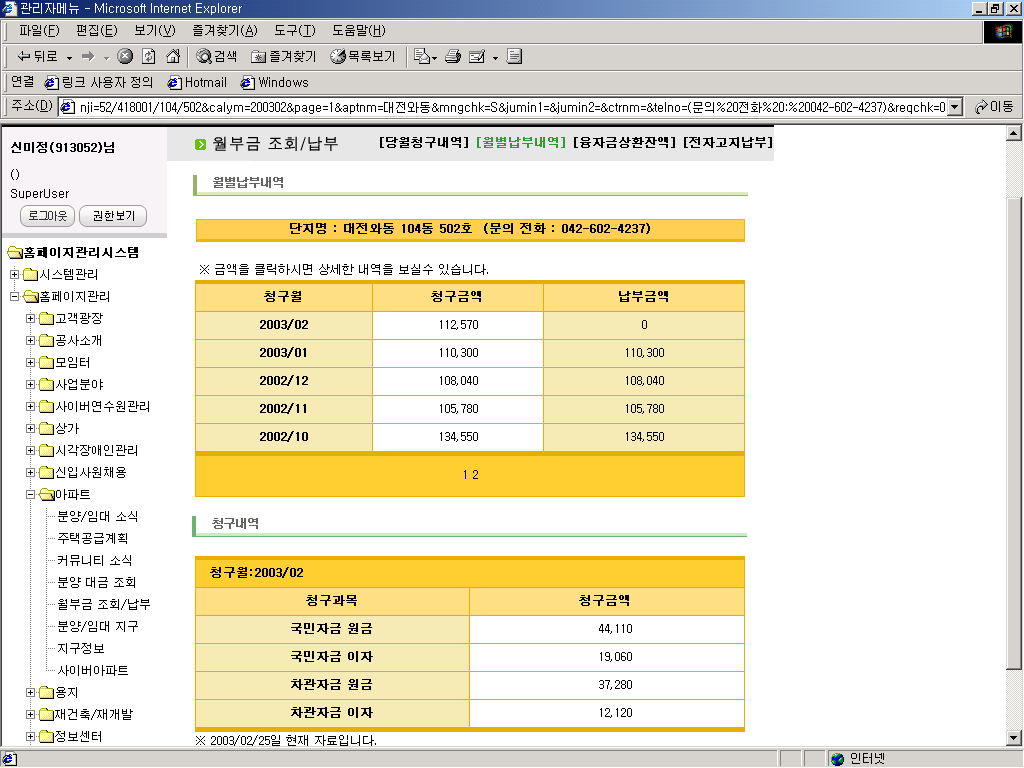 관리자메뉴 - Microsoft Internet Explorer
파일(F) 편집(E) 보기(V) 즐겨찾기(A) 도구(T) 도움말(H)
뒤로 검색 즐겨찾기 목록보기
연결 링크 사용자 정의 Hotmail Windows
주소(D) nji=52/418001/104/502&calym=200302&page=1&aptnm=대전와동&mngchk=S&jumin1=&jumin2=&ctrnm=&telno=(문의%20전화%20:%20042-602-4237)&reqchk=0 이동
신미정(913052)님
()
SuperUser
로그아웃 권한보기
홈페이지관리시스템
시스템관리
홈페이지관리
고객광장
공사소개
모임터
사업분야
사이버연수원관리
상가
시각장애인관리
신입사원채용
아파트
분양/임대 소식
주택공급계획
커뮤니티 소식
분양 대금 조회
월부금 조회/납부
분양/임대 지구
지구정보
사이버아파트
용지
재건축/재개발
정보센터
월부금 조회/납부 [당월청구내역] [월별납부내역] [융자금상환잔액] [전자고지납부]
월별납부내역
단지명 : 대전와동 104동 502호 (문의 전화 : 042-602-4237)
※ 금액을 클릭하시면 상세한 내역을 보실수 있습니다.
청구월 청구금액 납부금액
2003/02 112,570 0
2003/01 110,300 110,300
2002/12 108,040 108,040
2002/11 105,780 105,780
2002/10 134,550 134,550
1 2
청구내역
청구월:2003/02
청구과목 청구금액
국민자금 원금 44,110
국민자금 이자 19,060
차관자금 원금 37,280
차관자금 이자 12,120
※ 2003/02/25일 현재 자료입니다.
인터넷